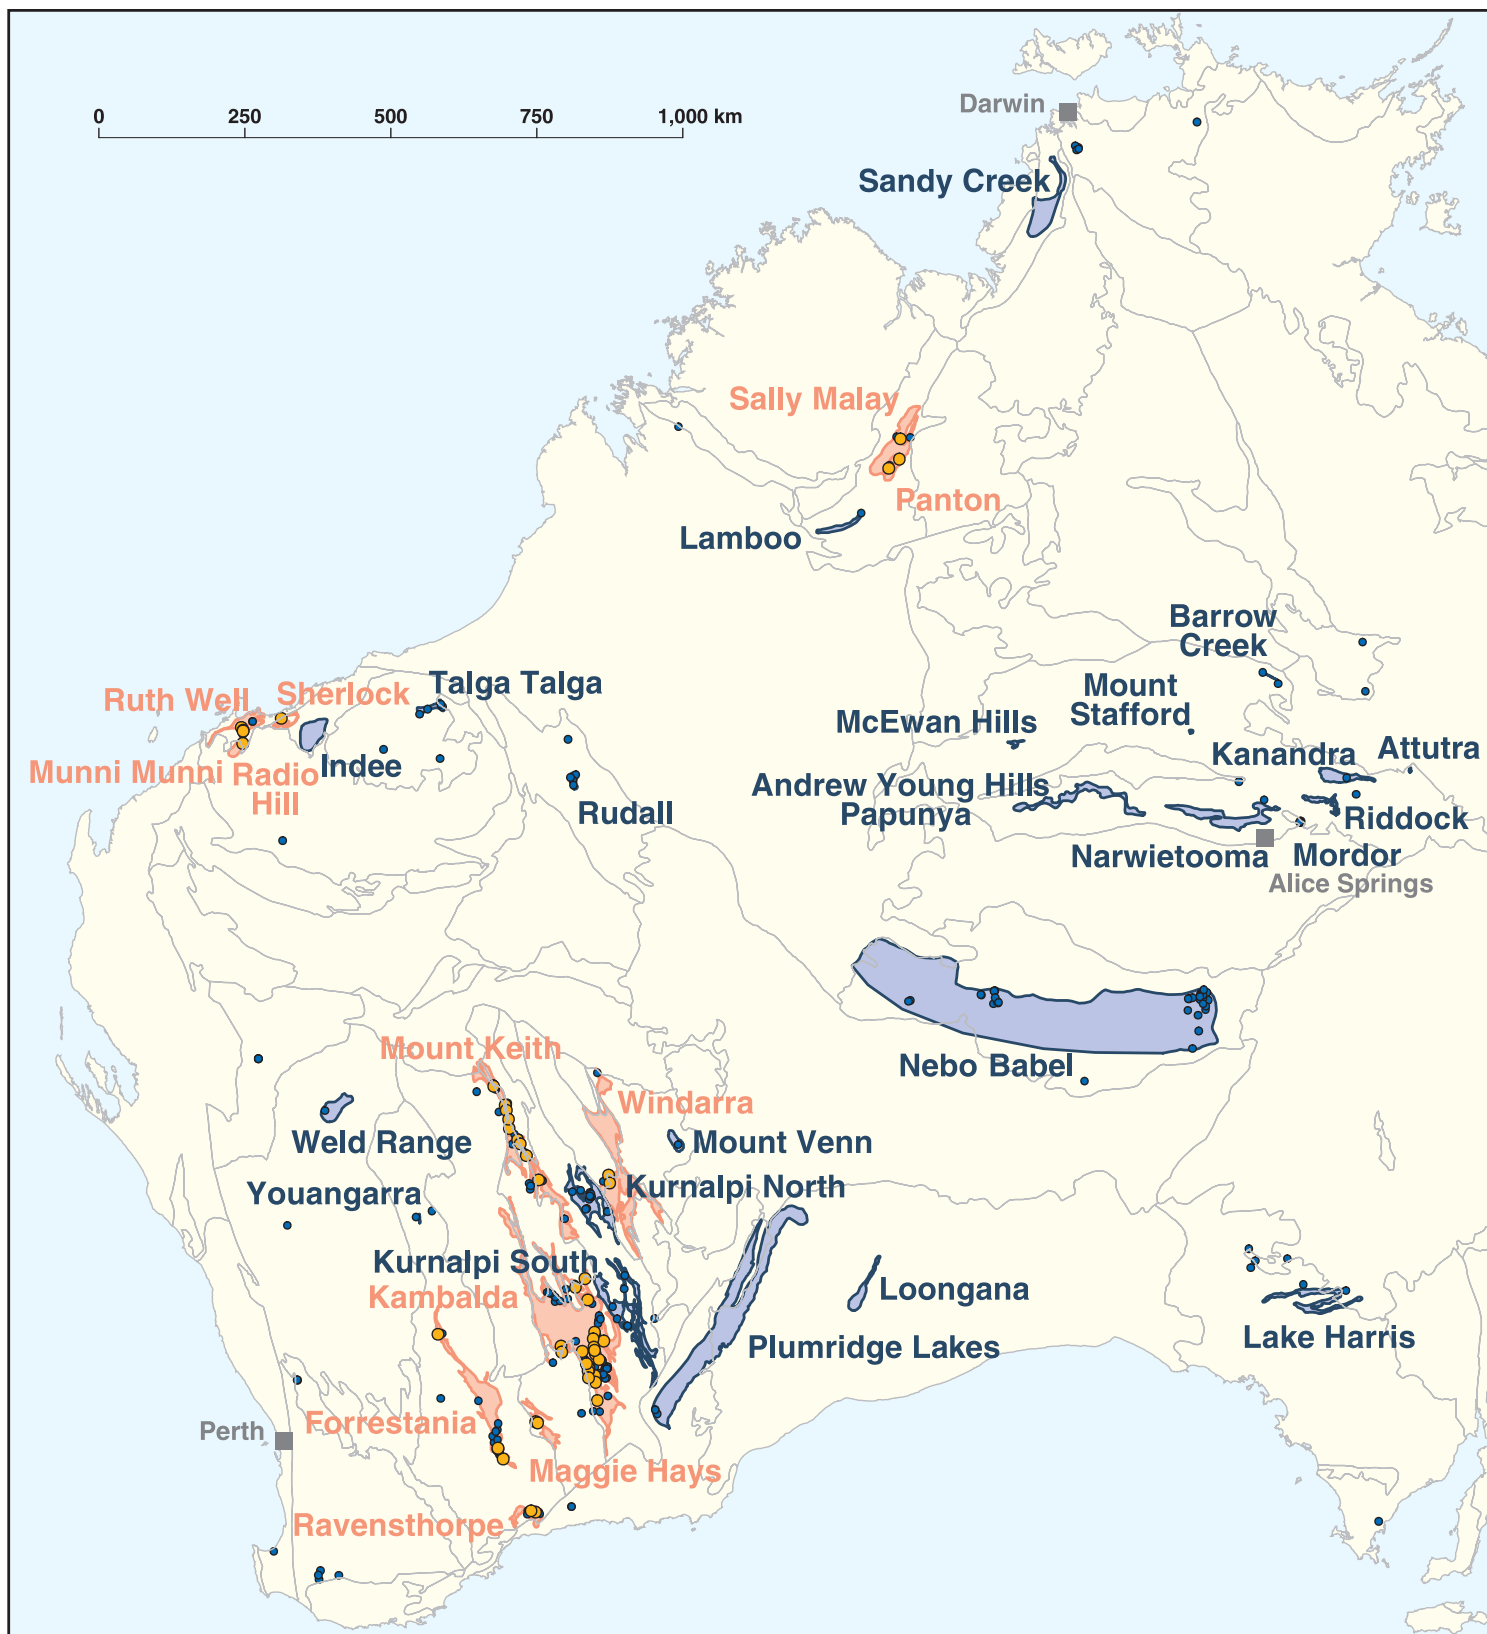 0 250 500 750 1,000 km
Darwin
Sandy Creek
Sally Malay
Panton
Lamboo
Barrow
Creek
Mount
Stafford
Talga Talga
Ruth Well
Sherlock
McEwan Hills
Kanandra
Attutra
Munni Munni
Radio
Hill
Indee
Andrew Young Hills
Papunya
Rudall
Riddock
Narwietooma
Mordor
Alice Springs
Mount Keith
Nebo Babel
Windarra
Weld Range
Mount Venn
Youangarra
Kurnalpi North
Kurnalpi South
Kambalda
Loongana
Plumridge Lakes
Lake Harris
Forrestania
Perth
Maggie Hays
Ravensthorpe